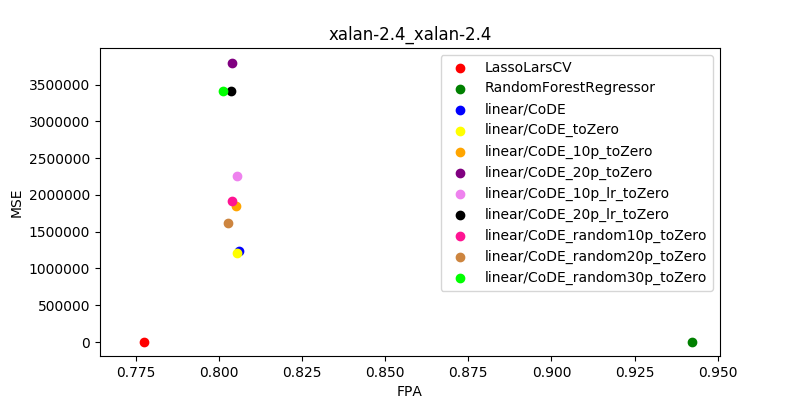 xalan-2.4_xalan-2.4
MSE
3500000
3000000
2500000
2000000
1500000
1000000
500000
0
LassoLarsCV
RandomForestRegressor
linear/CoDE
linear/CoDE_toZero
linear/CoDE_10p_toZero
linear/CoDE_20p_toZero
linear/CoDE_10p_lr_toZero
linear/CoDE_20p_lr_toZero
linear/CoDE_random10p_toZero
linear/CoDE_random20p_toZero
linear/CoDE_random30p_toZero
0.775 0.800 0.825 0.850 0.875 0.900 0.925 0.950
FPA